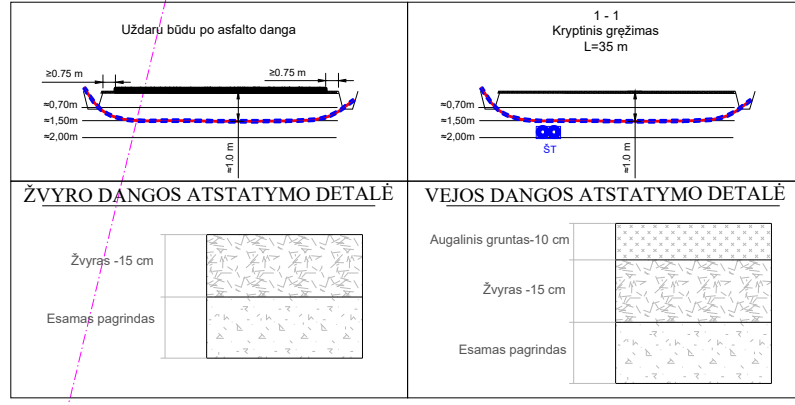 Uždaru būdu po asfalto danga
≥0.75 m
≥0.75 m
≈0,70m
≈1,50m
≈2,00m
≈1.0 m
1 - 1
Kryptinis gręžimas
L=35 m
≈0,70m
≈1,50m
≈2,00m
ŠT
≈1.0 m
ŽVYRO DANGOS ATSTATYMO DETALĖ
Žvyras -15 cm
Esamas pagrindas
VEJOS DANGOS ATSTATYMO DETALĖ
Augalinis gruntas-10 cm
Žvyras -15 cm
Esamas pagrindas